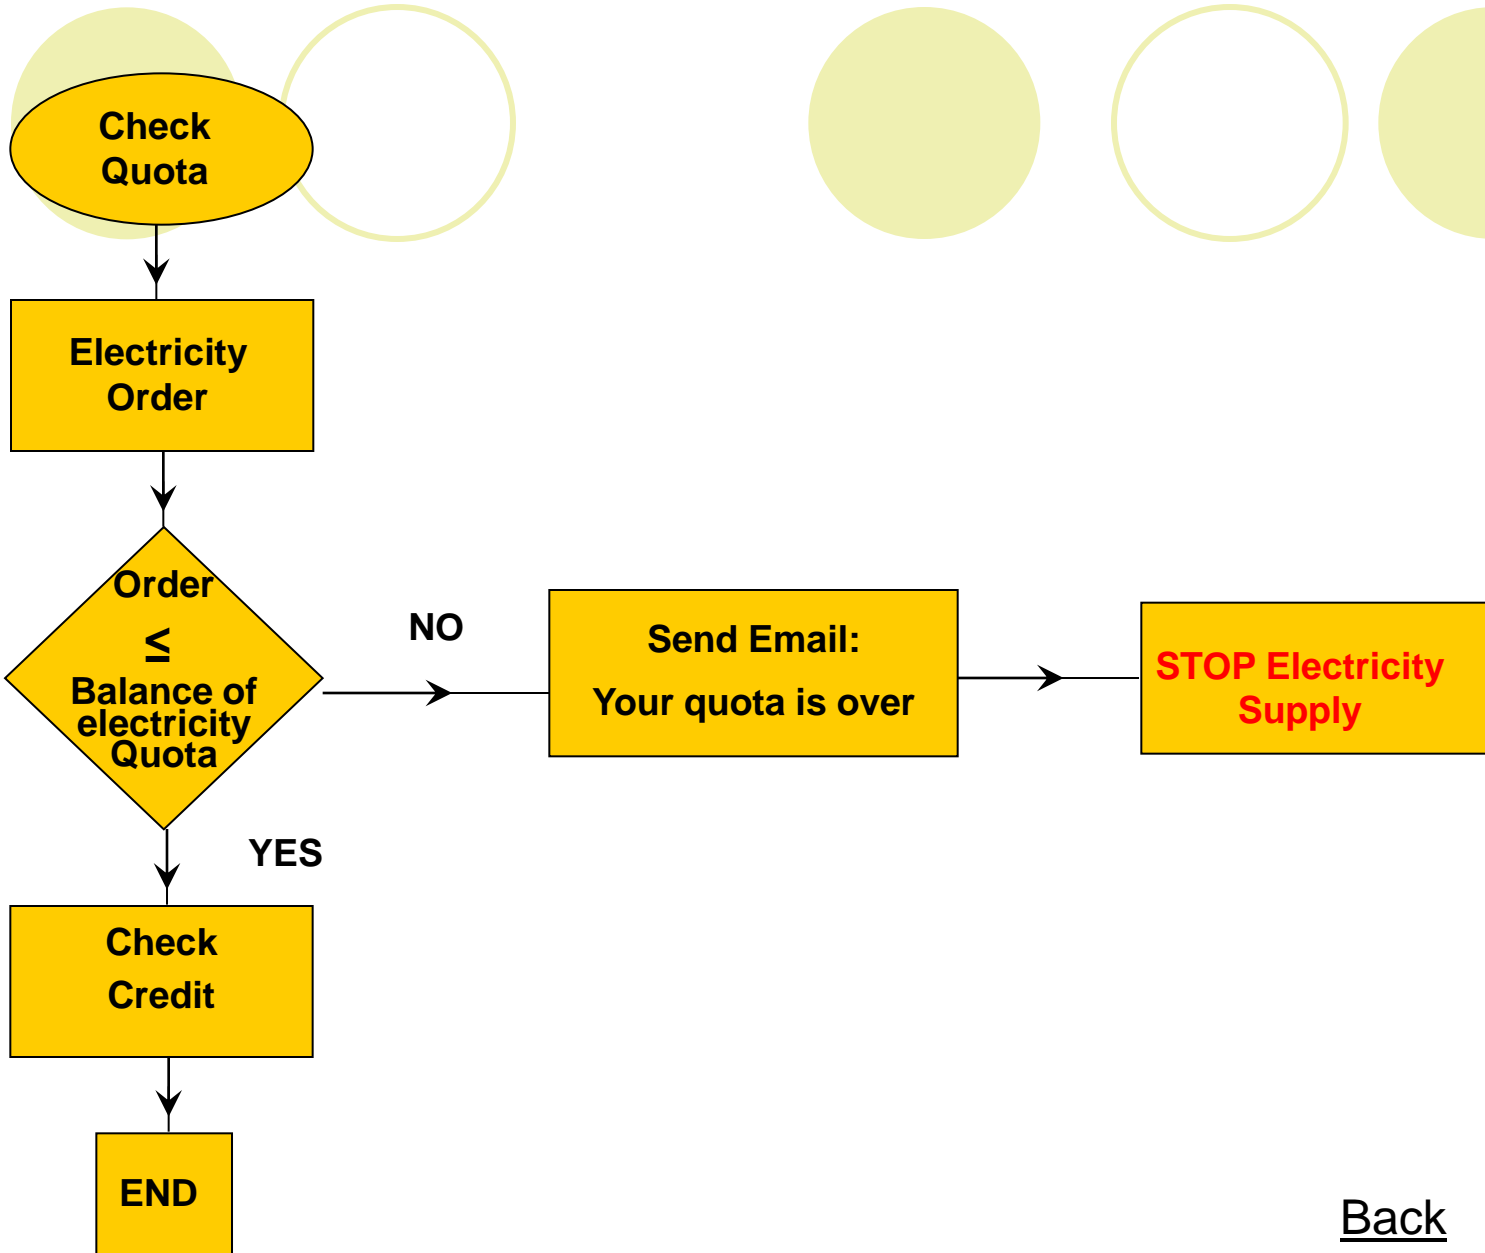 Check
Quota
Electricity
Order
Order
≤
Balance of
electricity
Quota
NO
Send Email:
Your quota is over
STOP Electricity
Supply
YES
Check
Credit
END
Back